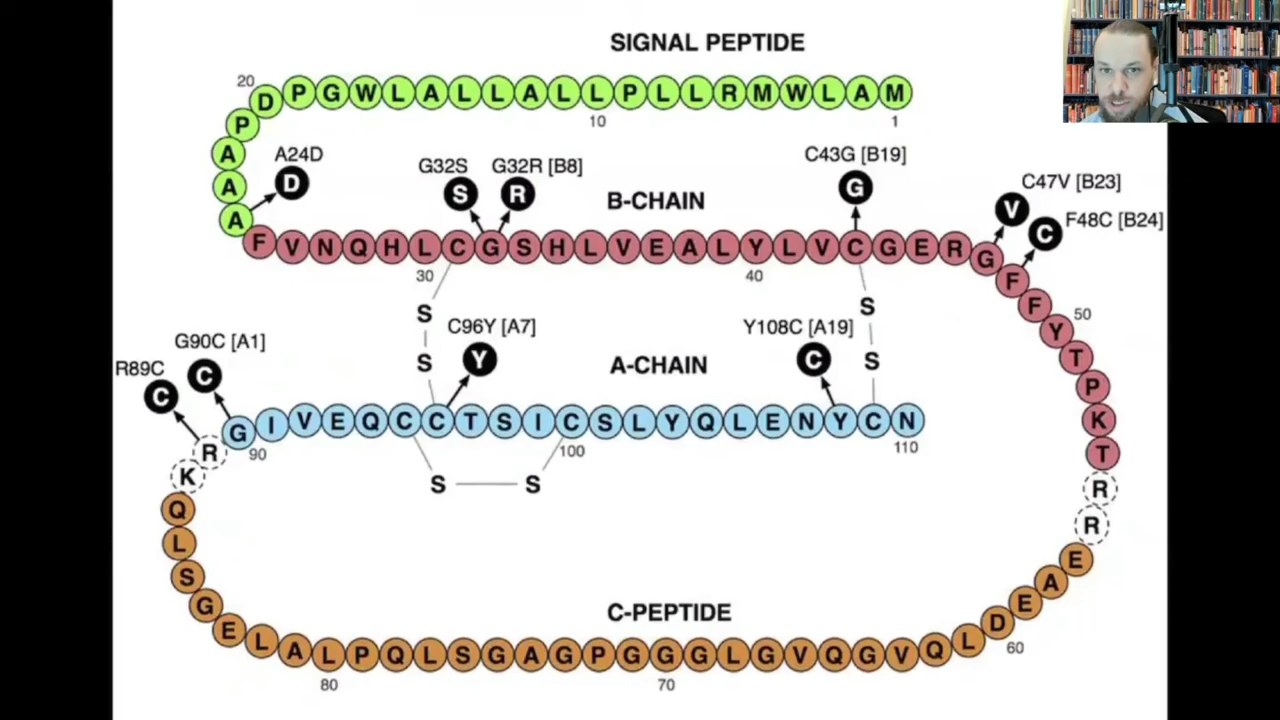 SIGNAL PEPTIDE
20
D P G W L A L L A L L P L L R M W L A M
10
1
P
A
A
A
A24D
D
G32S
S
G32R [B8]
R
B-CHAIN
C43G [B19]
G
C47V [B23]
V
F48C [B24]
C
F V N Q H L C G S H L V E A L Y L V C G E R G F F Y T P K T R R
30
40
50
S
S
S
S
R89C
C
G90C [A1]
C
C96Y [A7]
Y
A-CHAIN
Y108C [A19]
C
G I V E Q C C T S I C S L Y Q L E N Y C N
90
100
110
S S
R
K
Q
L
S
G
E
C-PEPTIDE
L A L P Q L S G A G P G G G L G V Q G V Q L D E A E
80
70
60